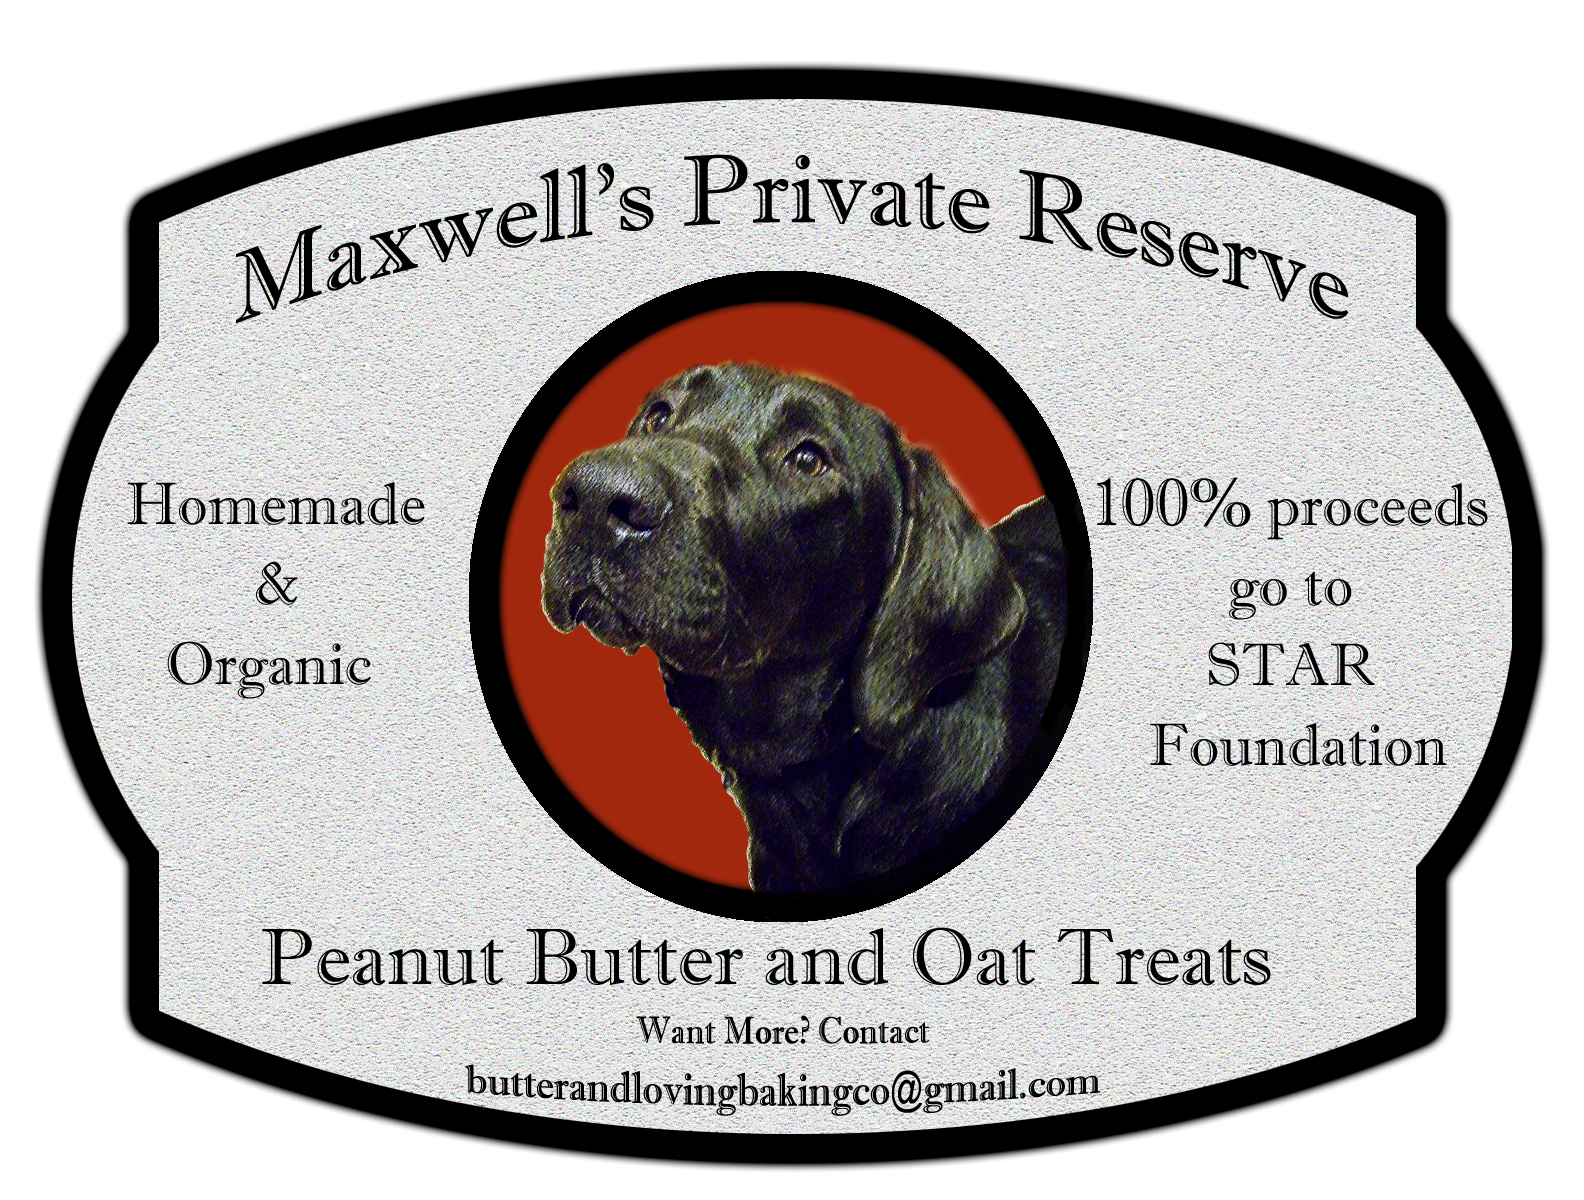 Maxwell's Private Reserve
Homemade
&
Organic
100% proceeds
go to
STAR
Foundation
Peanut Butter and Oat Treats
Want More? Contact
butterandlovingbakingco@gmail.com